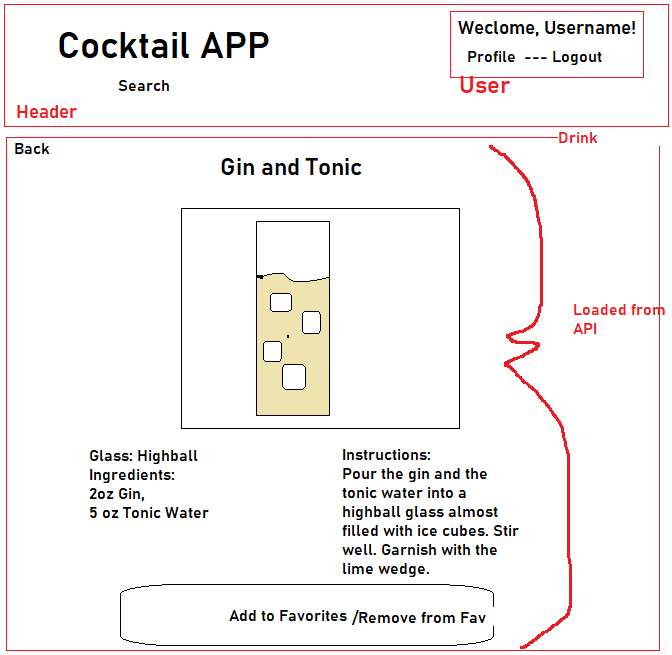 Cocktail APP
Weclome, Username!
Profile --- Logout
Search
User
Header
Drink
Back
Gin and Tonic
Loaded from
API
Glass: Highball
Ingredients:
2oz Gin,
5 oz Tonic Water
Instructions:
Pour the gin and the
tonic water into a
highball glass almost
filled with ice cubes. Stir
well. Garnish with the
lime wedge.
Add to Favorites /Remove from Fav